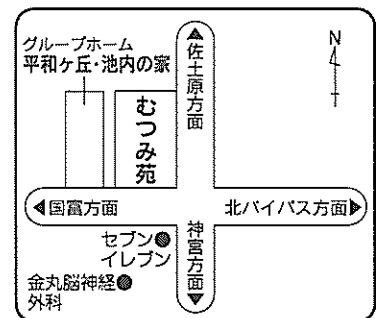 グループホーム
平和ヶ丘・池内の家
むつみ苑
▲佐土原方面
N
◀国富方面
北バイパス方面▶
神宮方面▼
セブン●
イレブン
金丸脳神経●
外科